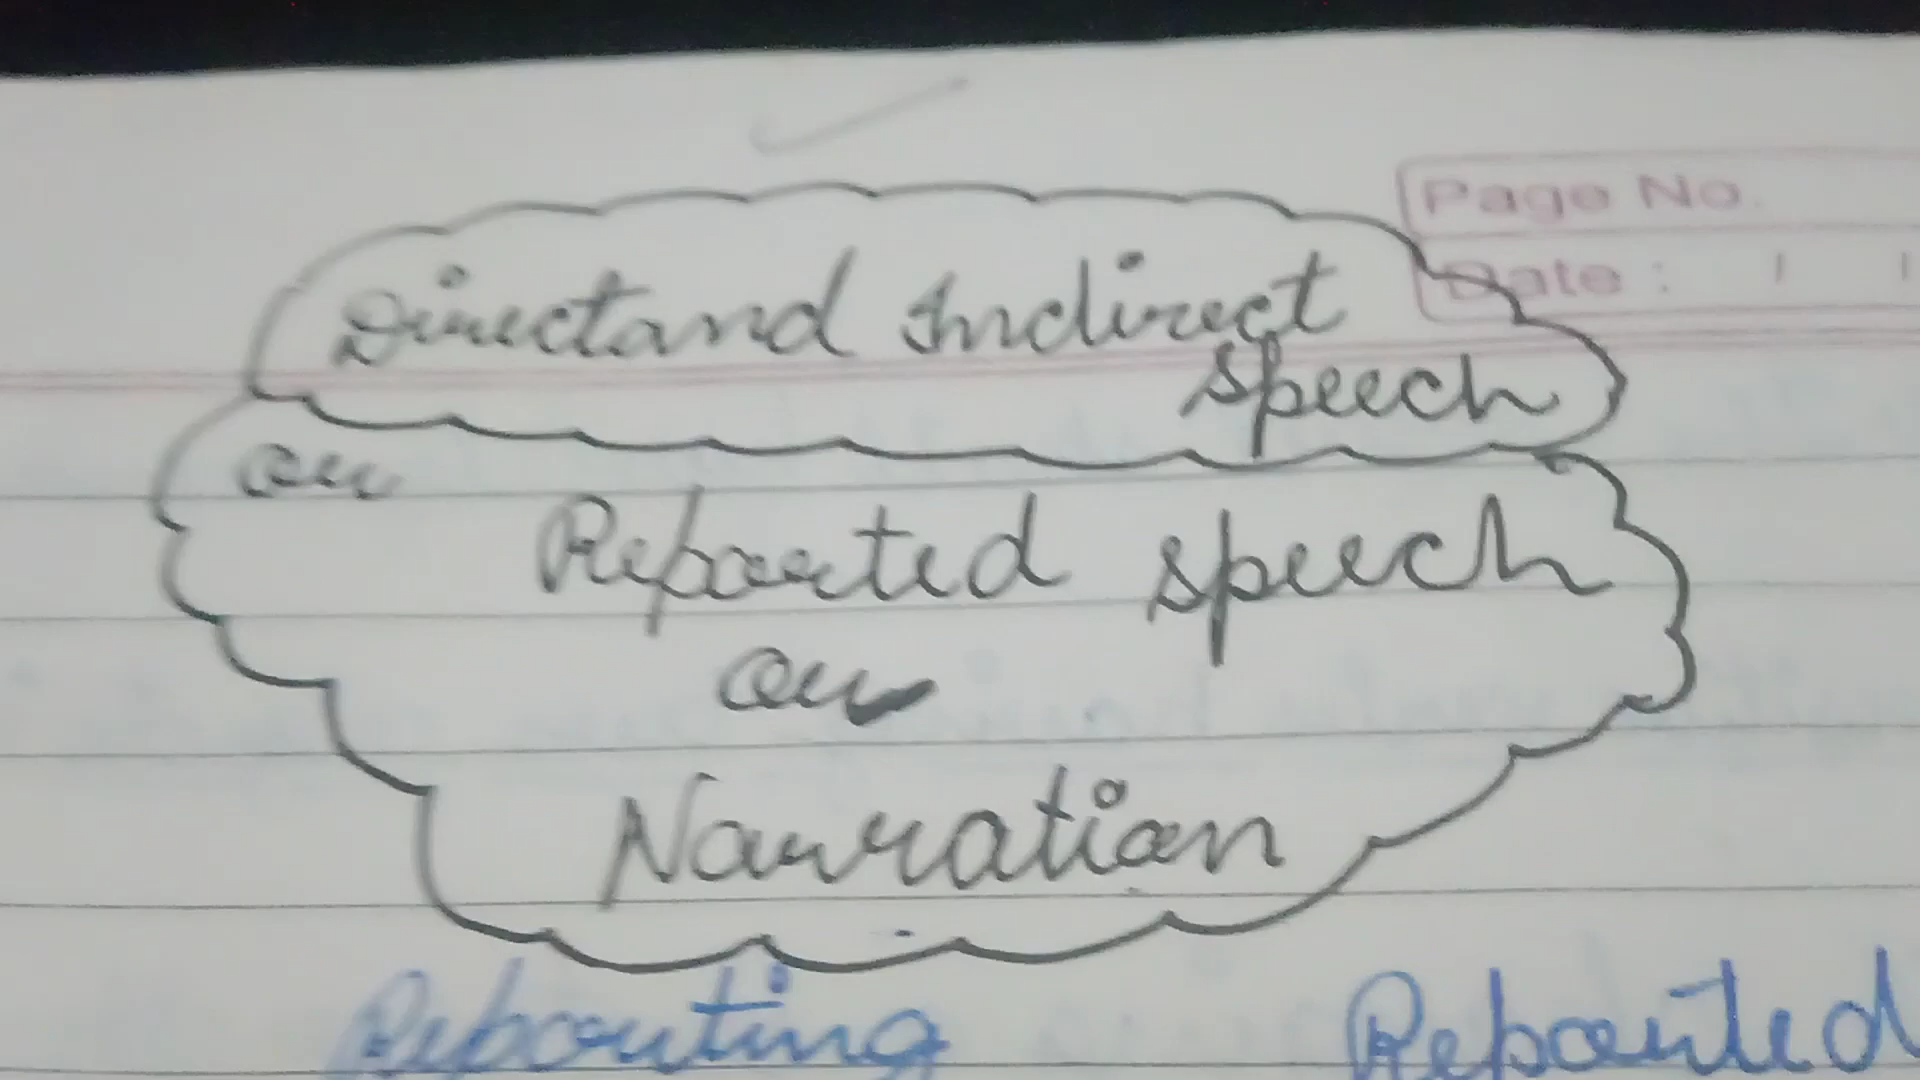 Page No.
Date : / /
Direct and Indirect
speech
or
Reported speech
or
Narration
Reporting
Reported